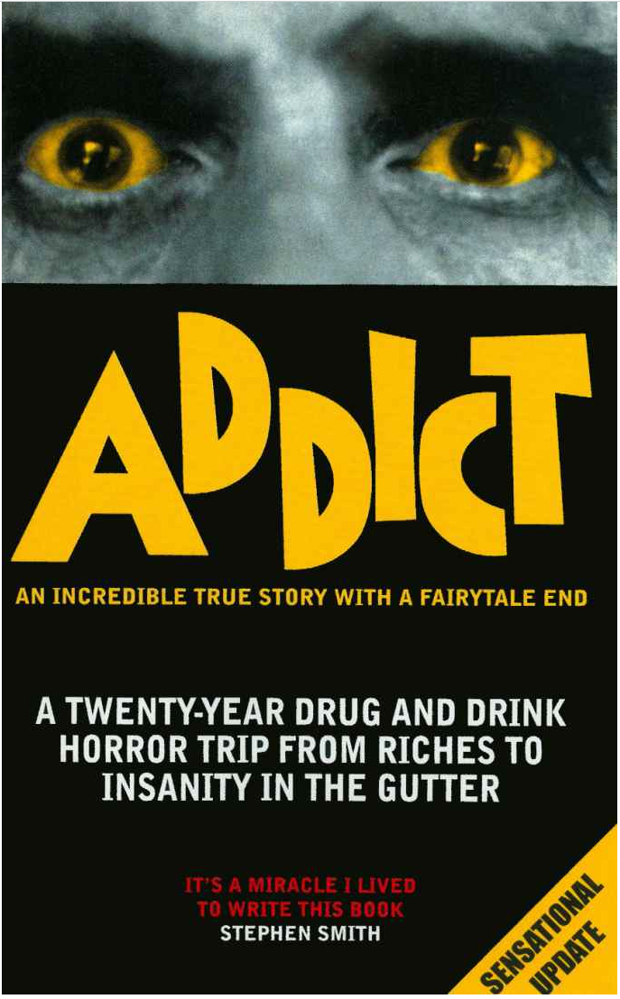 ADDICT
AN INCREDIBLE TRUE STORY WITH A FAIRYTALE END
A TWENTY-YEAR DRUG AND DRINK
HORROR TRIP FROM RICHES TO
INSANITY IN THE GUTTER
IT'S A MIRACLE I LIVED
TO WRITE THIS BOOK
STEPHEN SMITH
SENSATIONAL
UPDATE